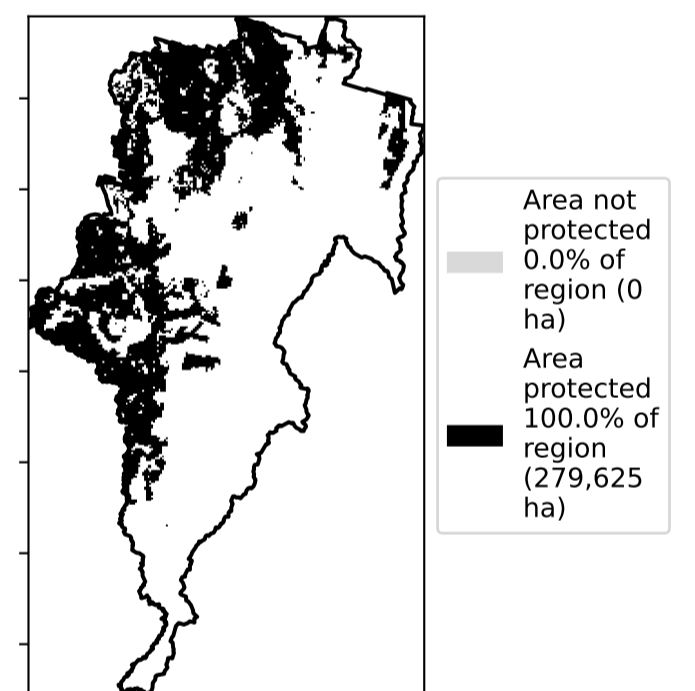 Area not
protected
0.0% of
region (0
ha)
Area
protected
100.0% of
region
(279,625
ha)